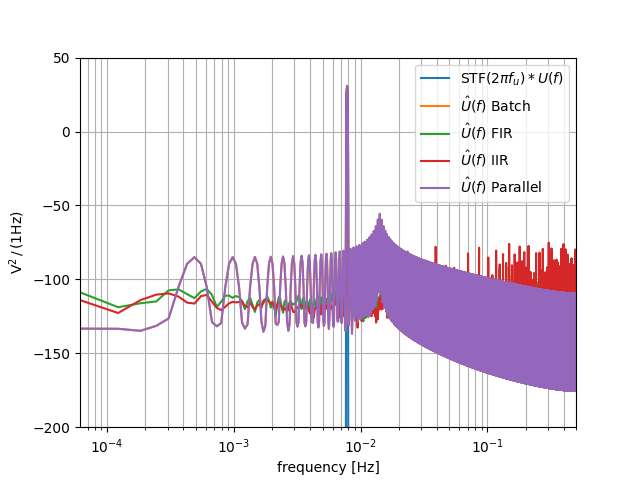 STF(2πf_u) * U(f)
Û(f) Batch
Û(f) FIR
Û(f) IIR
Û(f) Parallel
50
0
−50
−100
−150
−200
V² / (1Hz)
10⁻⁴ 10⁻³ 10⁻² 10⁻¹
frequency [Hz]